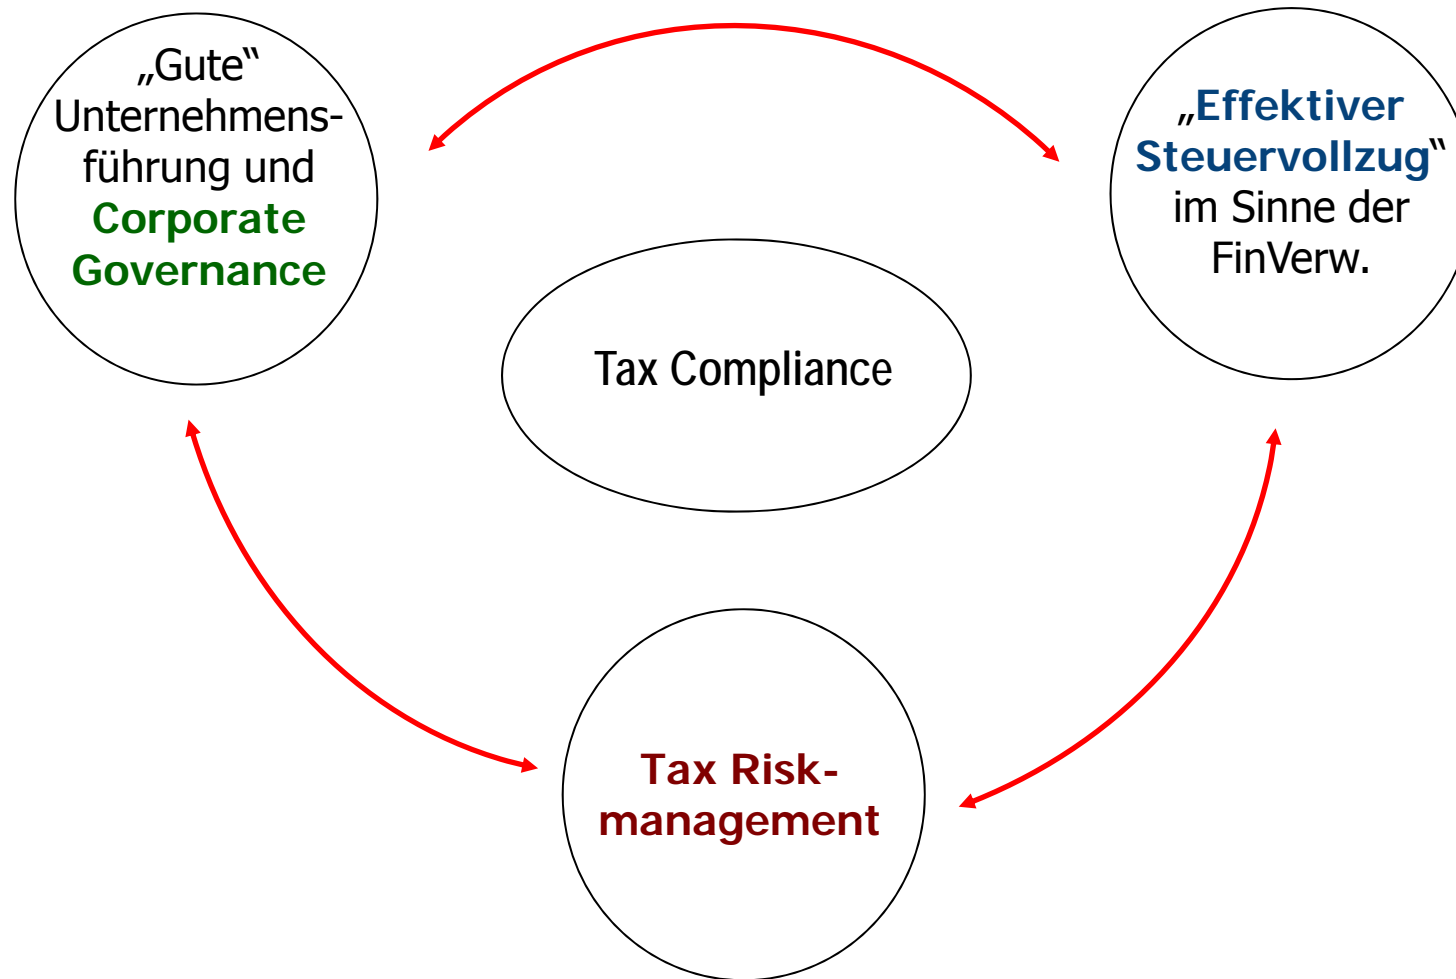 „Gute“
Unternehmens-
führung und
Corporate
Governance
„Effektiver
Steuervollzug“
im Sinne der
FinVerw.
Tax Compliance
Tax Risk-
management